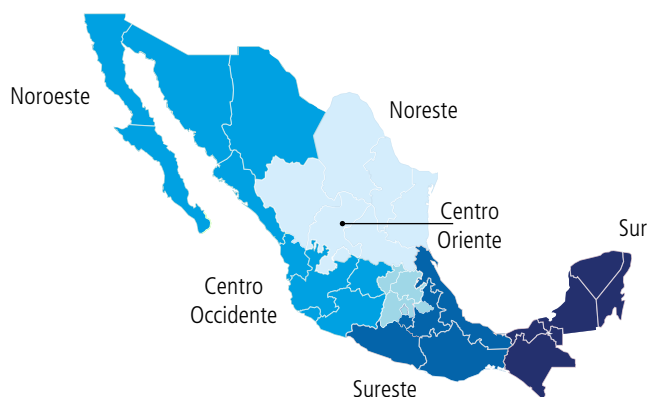 Noroeste
Noreste
Centro
Oriente
Sur
Centro
Occidente
Sureste